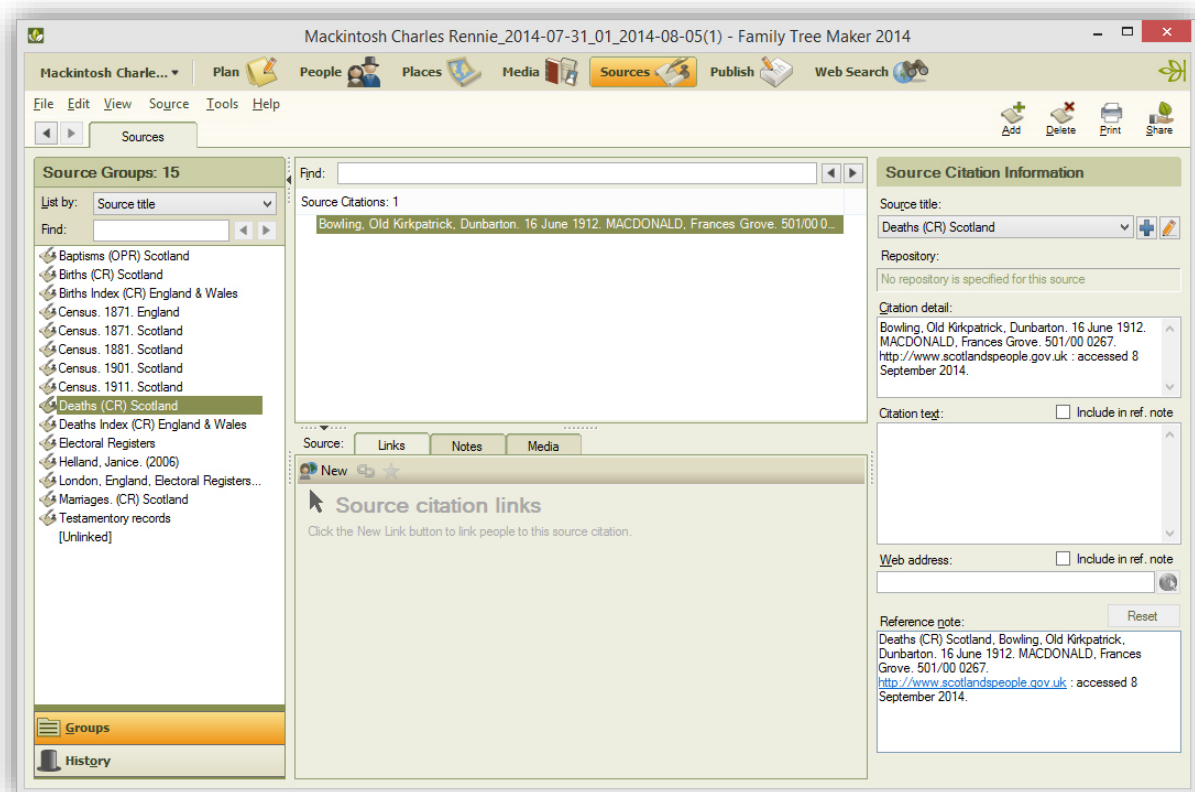 Mackintosh Charles Rennie_2014-07-31_01_2014-08-05(1) - Family Tree Maker 2014
Mackintosh Charle... Plan People Places Media Sources Publish Web Search
File Edit View Source Tools Help
Add Delete Print Share
Sources
Source Groups: 15
List by: Source title
Find:
Baptisms (OPR) Scotland
Births (CR) Scotland
Births Index (CR) England & Wales
Census. 1871. England
Census. 1871. Scotland
Census. 1881. Scotland
Census. 1901. Scotland
Census. 1911. Scotland
Deaths (CR) Scotland
Deaths Index (CR) England & Wales
Electoral Registers
Helland, Janice. (2006)
London, England, Electoral Registers...
Marriages. (CR) Scotland
Testamentory records
[Unlinked]
Groups
History
Find:
Source Citations: 1
Bowling, Old Kirkpatrick, Dunbarton. 16 June 1912. MACDONALD, Frances Grove. 501/00 0...
Source: Links Notes Media
New
Source citation links
Click the New Link button to link people to this source citation.
Source Citation Information
Source title:
Deaths (CR) Scotland
Repository:
No repository is specified for this source
Citation detail:
Bowling, Old Kirkpatrick, Dunbarton. 16 June 1912.
MACDONALD, Frances Grove. 501/00 0267.
http://www.scotlandspeople.gov.uk : accessed 8
September 2014.
Citation text: Include in ref. note
Web address: Include in ref. note
Reset
Reference note:
Deaths (CR) Scotland, Bowling, Old Kirkpatrick,
Dunbarton. 16 June 1912. MACDONALD, Frances
Grove. 501/00 0267.
http://www.scotlandspeople.gov.uk : accessed 8
September 2014.